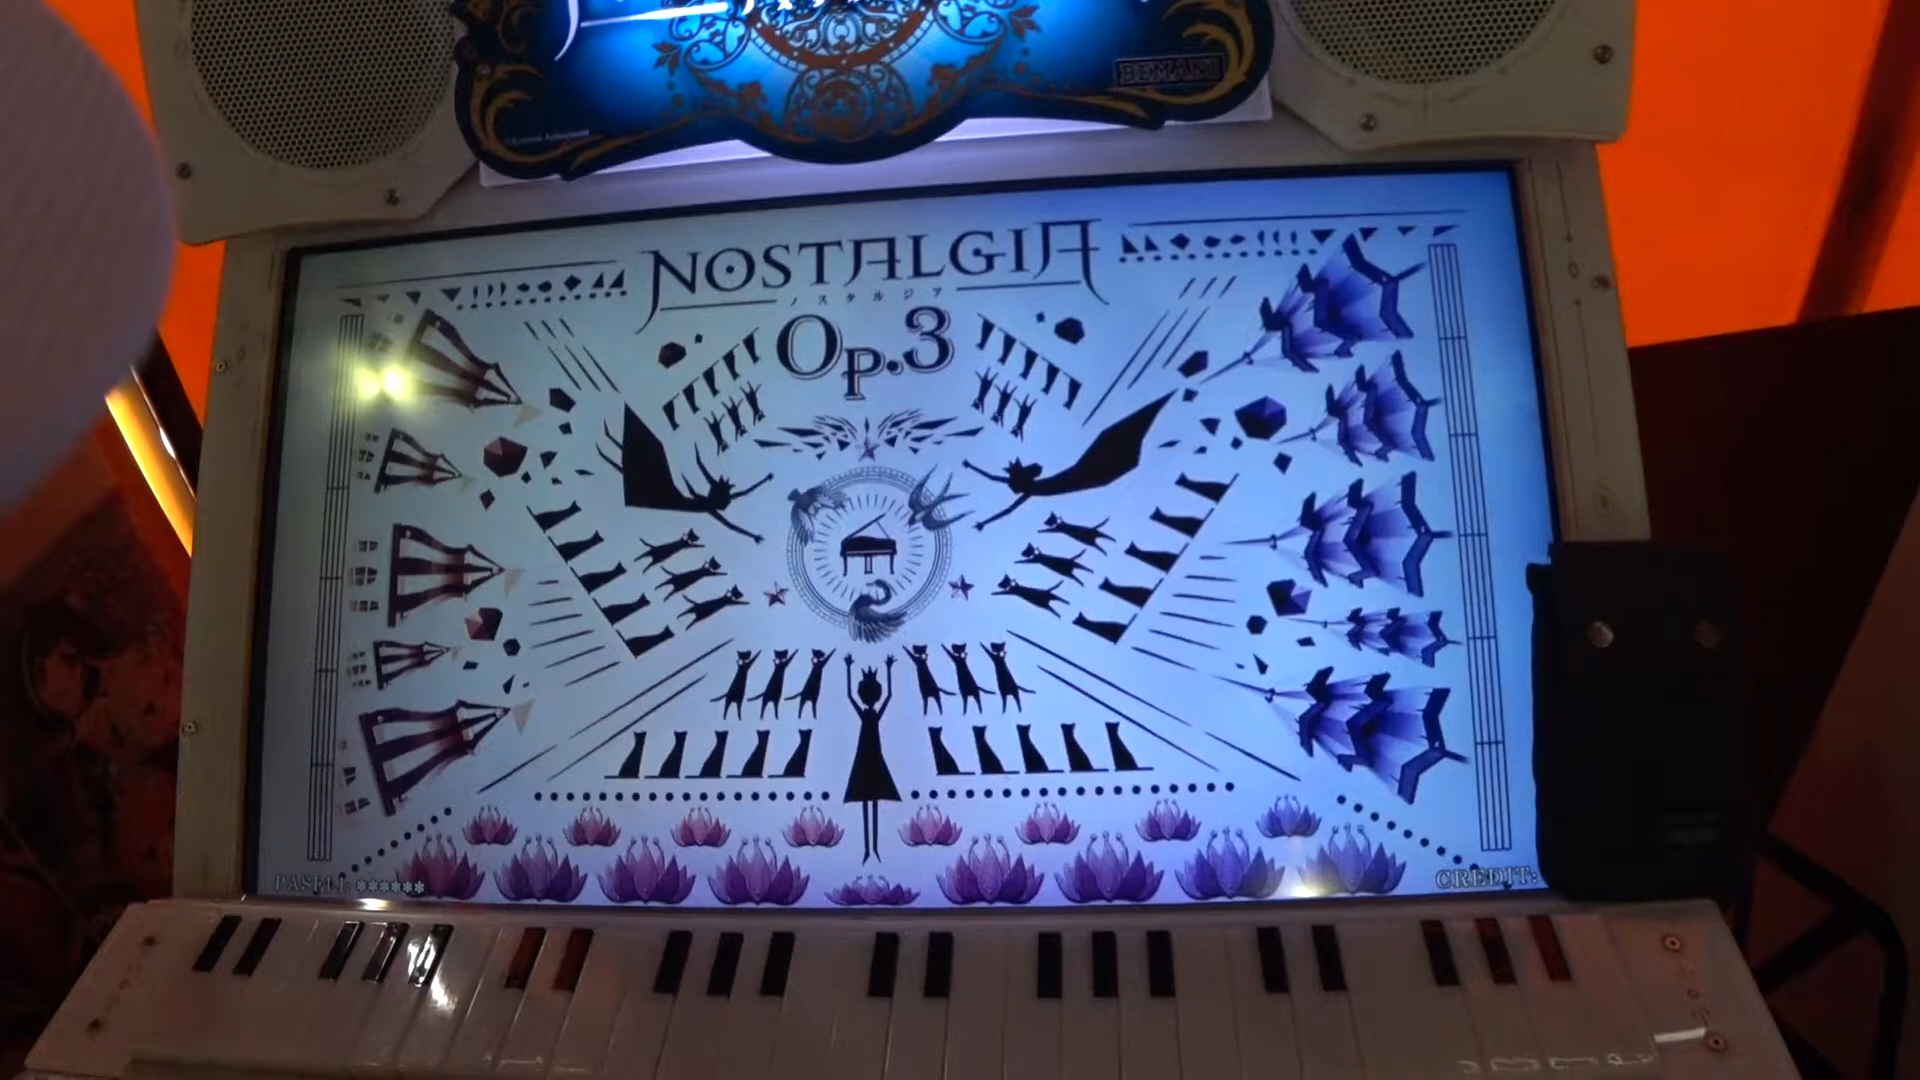 BEMANI
NOSTALGIA
ノスタルジア
Op.3
PASELI: ******
CREDIT: